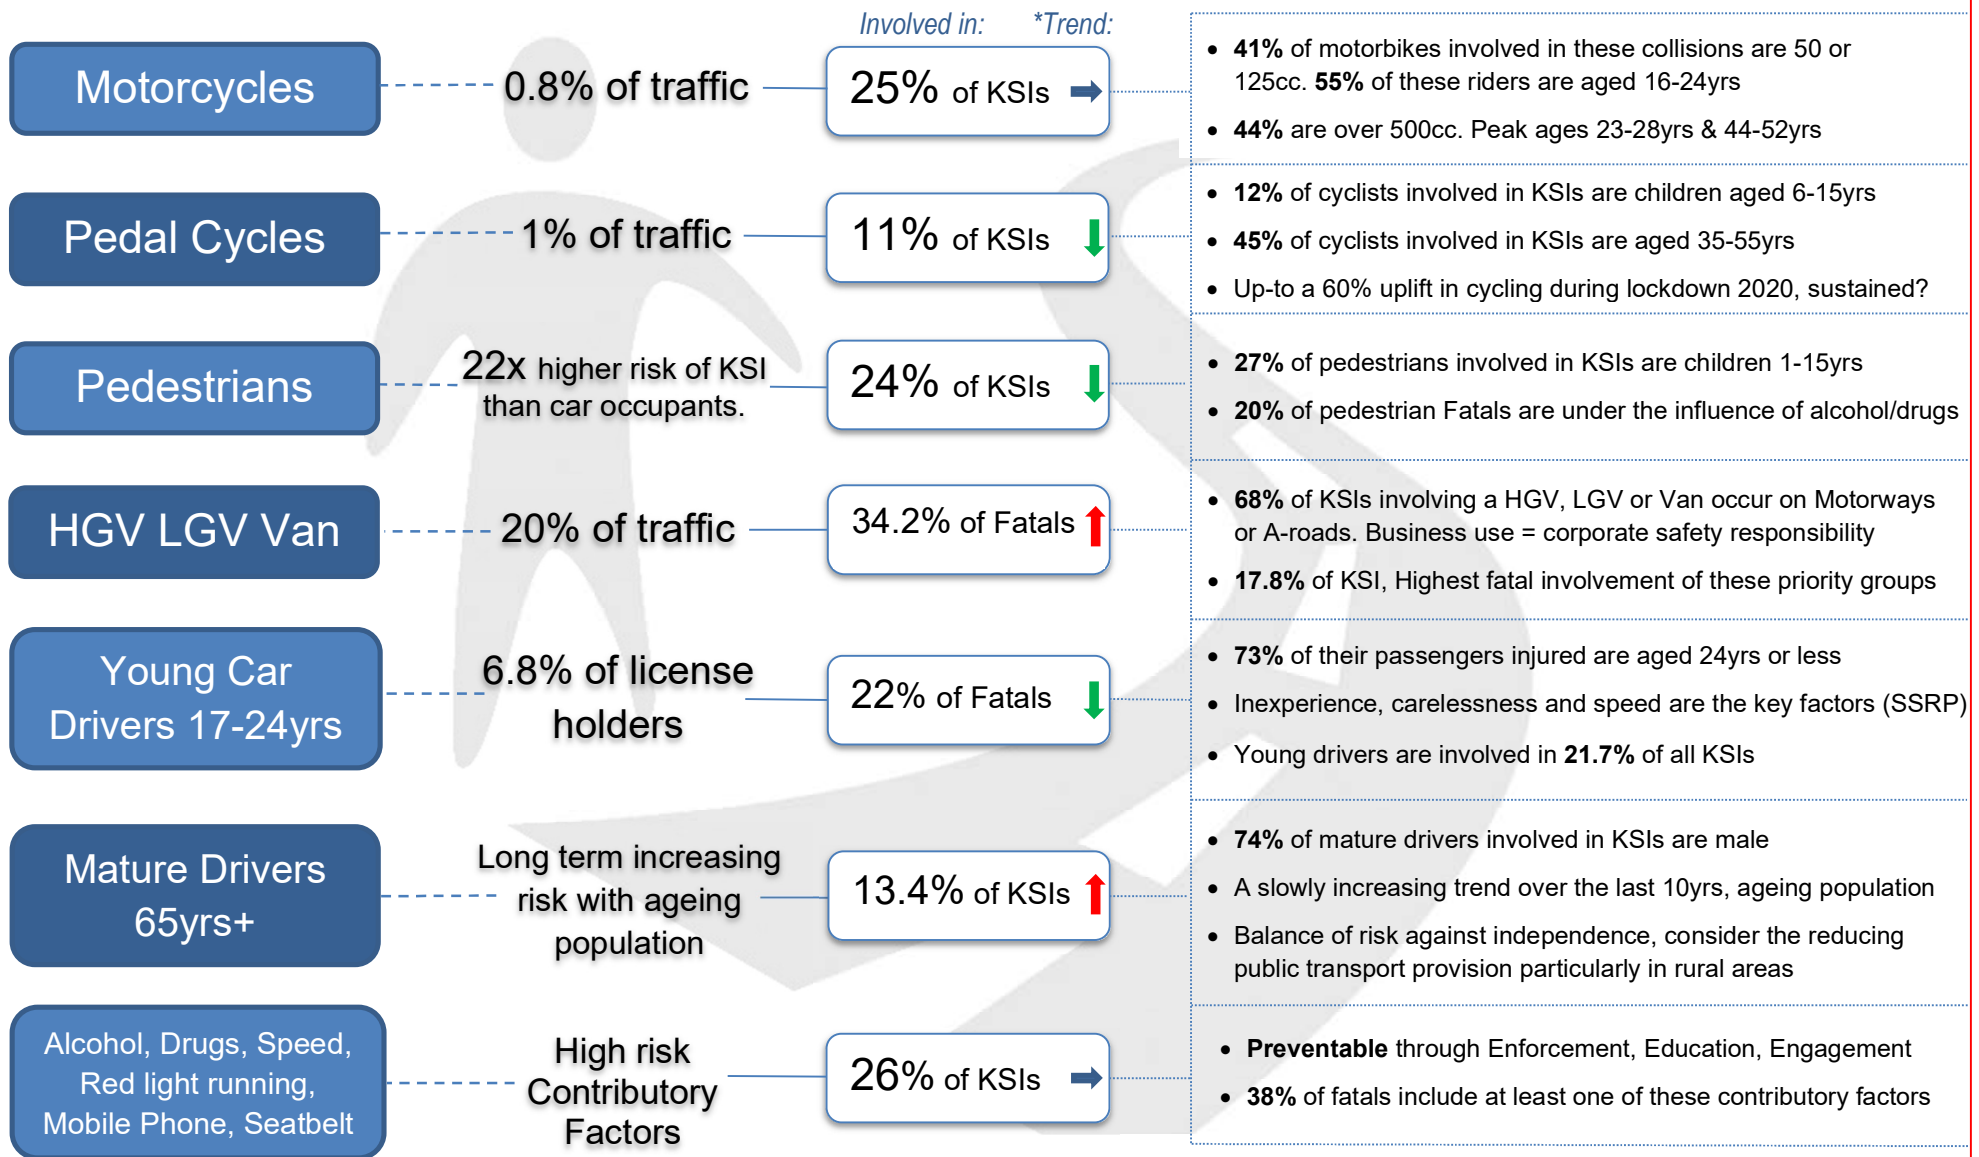 Involved in: *Trend:
Motorcycles
0.8% of traffic
25% of KSIs
• 41% of motorbikes involved in these collisions are 50 or
125cc. 55% of these riders are aged 16-24yrs
• 44% are over 500cc. Peak ages 23-28yrs & 44-52yrs
Pedal Cycles
1% of traffic
11% of KSIs
• 12% of cyclists involved in KSIs are children aged 6-15yrs
• 45% of cyclists involved in KSIs are aged 35-55yrs
• Up-to a 60% uplift in cycling during lockdown 2020, sustained?
Pedestrians
22x higher risk of KSI
than car occupants.
24% of KSIs
• 27% of pedestrians involved in KSIs are children 1-15yrs
• 20% of pedestrian Fatals are under the influence of alcohol/drugs
HGV LGV Van
20% of traffic
34.2% of Fatals
• 68% of KSIs involving a HGV, LGV or Van occur on Motorways
or A-roads. Business use = corporate safety responsibility
• 17.8% of KSI, Highest fatal involvement of these priority groups
Young Car
Drivers 17-24yrs
6.8% of license
holders
22% of Fatals
• 73% of their passengers injured are aged 24yrs or less
• Inexperience, carelessness and speed are the key factors (SSRP)
• Young drivers are involved in 21.7% of all KSIs
Mature Drivers
65yrs+
Long term increasing
risk with ageing
population
13.4% of KSIs
• 74% of mature drivers involved in KSIs are male
• A slowly increasing trend over the last 10yrs, ageing population
• Balance of risk against independence, consider the reducing
public transport provision particularly in rural areas
Alcohol, Drugs, Speed,
Red light running,
Mobile Phone, Seatbelt
High risk
Contributory
Factors
26% of KSIs
• Preventable through Enforcement, Education, Engagement
• 38% of fatals include at least one of these contributory factors